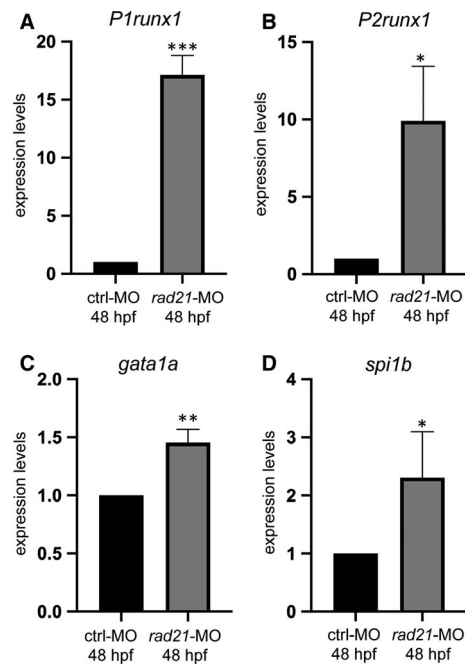 A P1runx1
expression levels
20
15
10
5
0
***
ctrl-MO rad21-MO
48 hpf 48 hpf
B P2runx1
expression levels
15
10
5
0
*
ctrl-MO rad21-MO
48 hpf 48 hpf
C gata1a
expression levels
2.0
1.5
1.0
0.5
0.0
**
ctrl-MO rad21-MO
48 hpf 48 hpf
D spi1b
expression levels
4
3
2
1
0
*
ctrl-MO rad21-MO
48 hpf 48 hpf